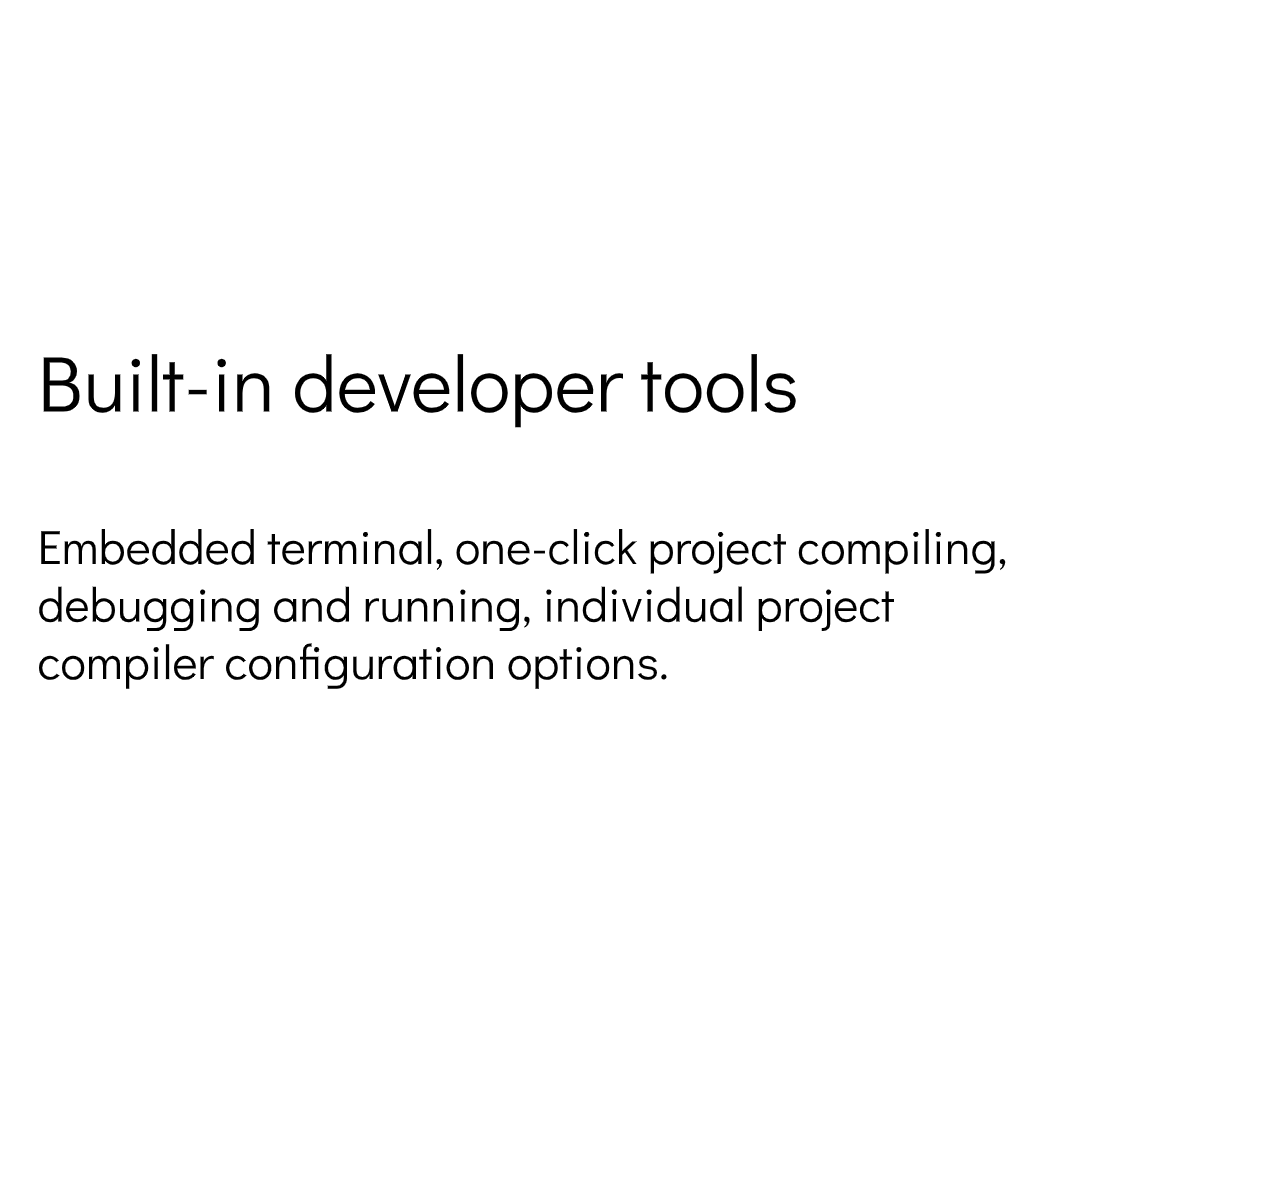 Built-in developer tools
Embedded terminal, one-click project compiling,
debugging and running, individual project
compiler configuration options.